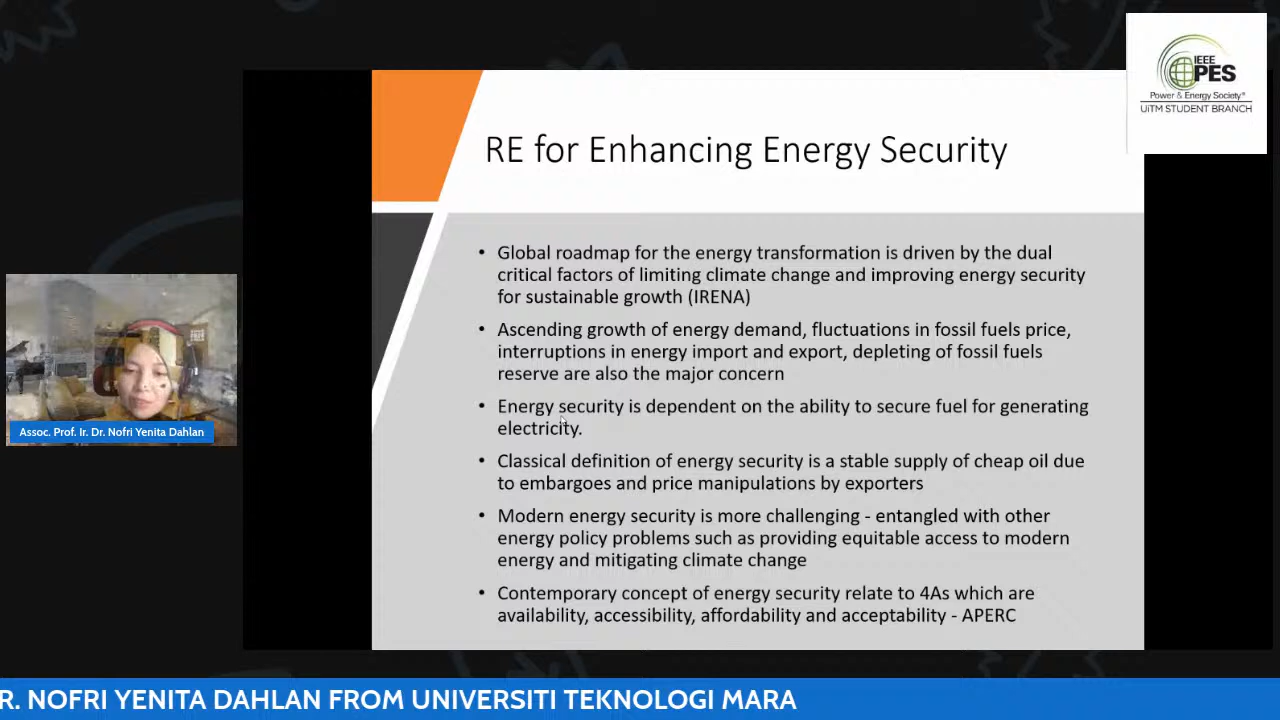 IEEE
PES
Power & Energy Society®
UiTM STUDENT BRANCH
RE for Enhancing Energy Security
• Global roadmap for the energy transformation is driven by the dual
critical factors of limiting climate change and improving energy security
for sustainable growth (IRENA)
• Ascending growth of energy demand, fluctuations in fossil fuels price,
interruptions in energy import and export, depleting of fossil fuels
reserve are also the major concern
• Energy security is dependent on the ability to secure fuel for generating
electricity.
• Classical definition of energy security is a stable supply of cheap oil due
to embargoes and price manipulations by exporters
• Modern energy security is more challenging - entangled with other
energy policy problems such as providing equitable access to modern
energy and mitigating climate change
• Contemporary concept of energy security relate to 4As which are
availability, accessibility, affordability and acceptability - APERC
Assoc. Prof. Ir. Dr. Nofri Yenita Dahlan
R. NOFRI YENITA DAHLAN FROM UNIVERSITI TEKNOLOGI MARA